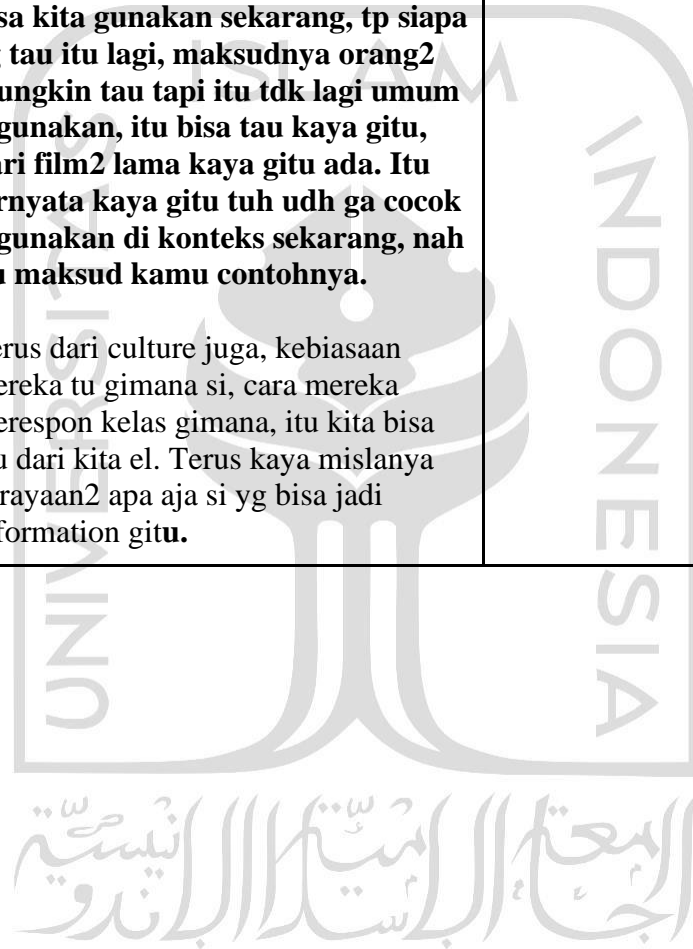 sa kita gunakan sekarang, tp siapa
tau itu lagi, maksudnya orang2
ungkin tau tapi itu tdk lagi umum
gunakan, itu bisa tau kaya gitu,
ari film2 lama kaya gitu ada. Itu
rnyata kaya gitu tuh udh ga cocok
gunakan di konteks sekarang, nah
u maksud kamu contohnya.
erus dari culture juga, kebiasaan
ereka tu gimana si, cara mereka
erespon kelas gimana, itu kita bisa
u dari kita el. Terus kaya mislanya
rayaan2 apa aja si yg bisa jadi
formation gitu.
ISLAM
UNIVERSITAS
INDONESIA